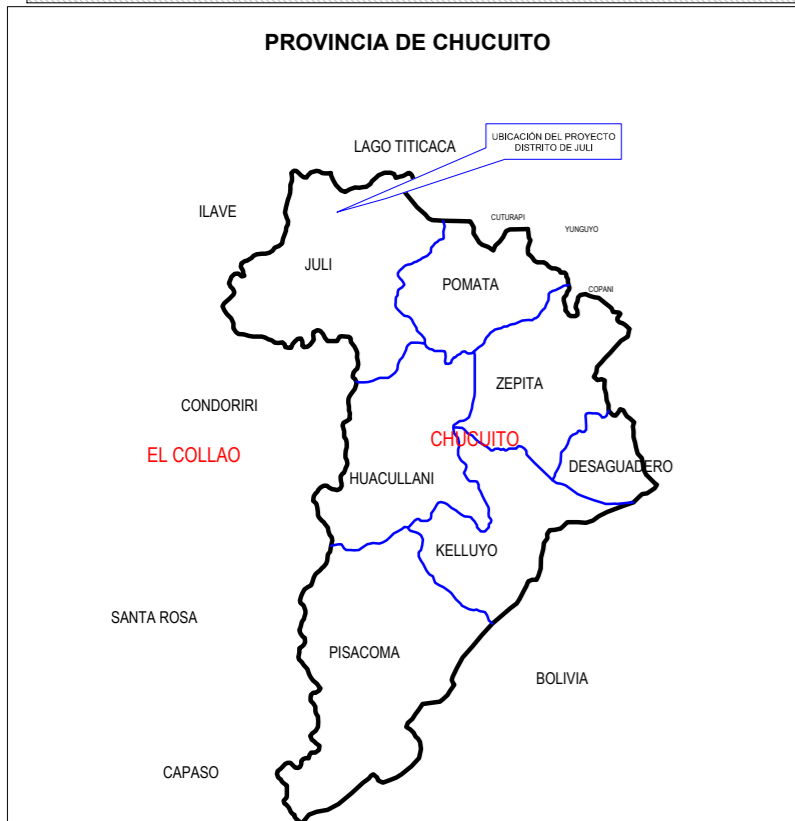 PROVINCIA DE CHUCUITO
UBICACIÓN DEL PROYECTO
DISTRITO DE JULI
LAGO TITICACA
ILAVE
CUTURAPI
YUNGUYO
JULI
POMATA
COPANI
ZEPITA
CONDORIRI
CHUCUITO
EL COLLAO
DESAGUADERO
HUACULLANI
KELLUYO
SANTA ROSA
PISACOMA
BOLIVIA
CAPASO